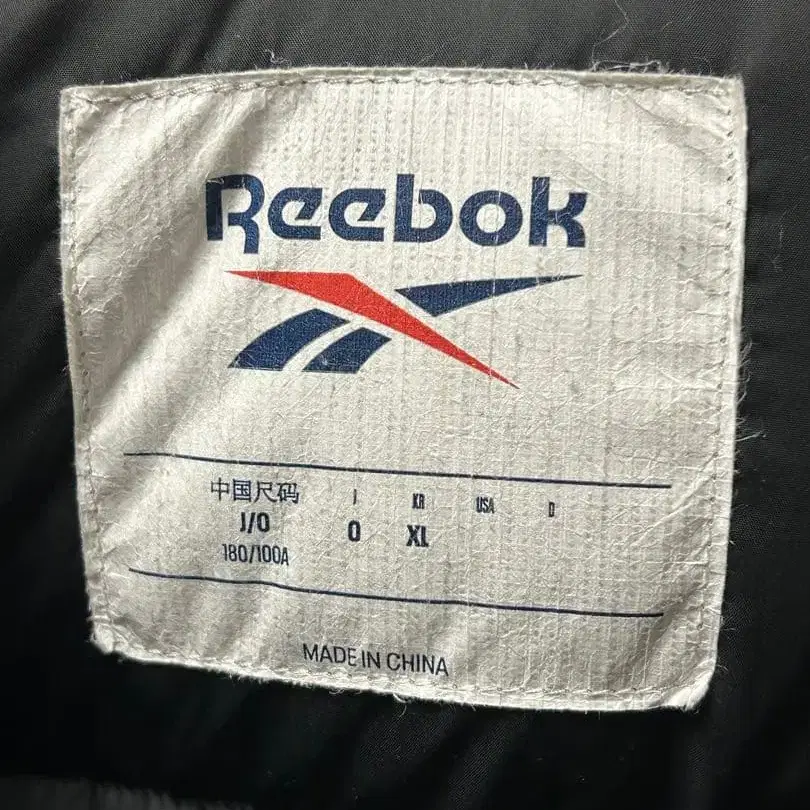 Reebok
中国尺码 J KR USA D
J/O O XL
180/100A
MADE IN CHINA